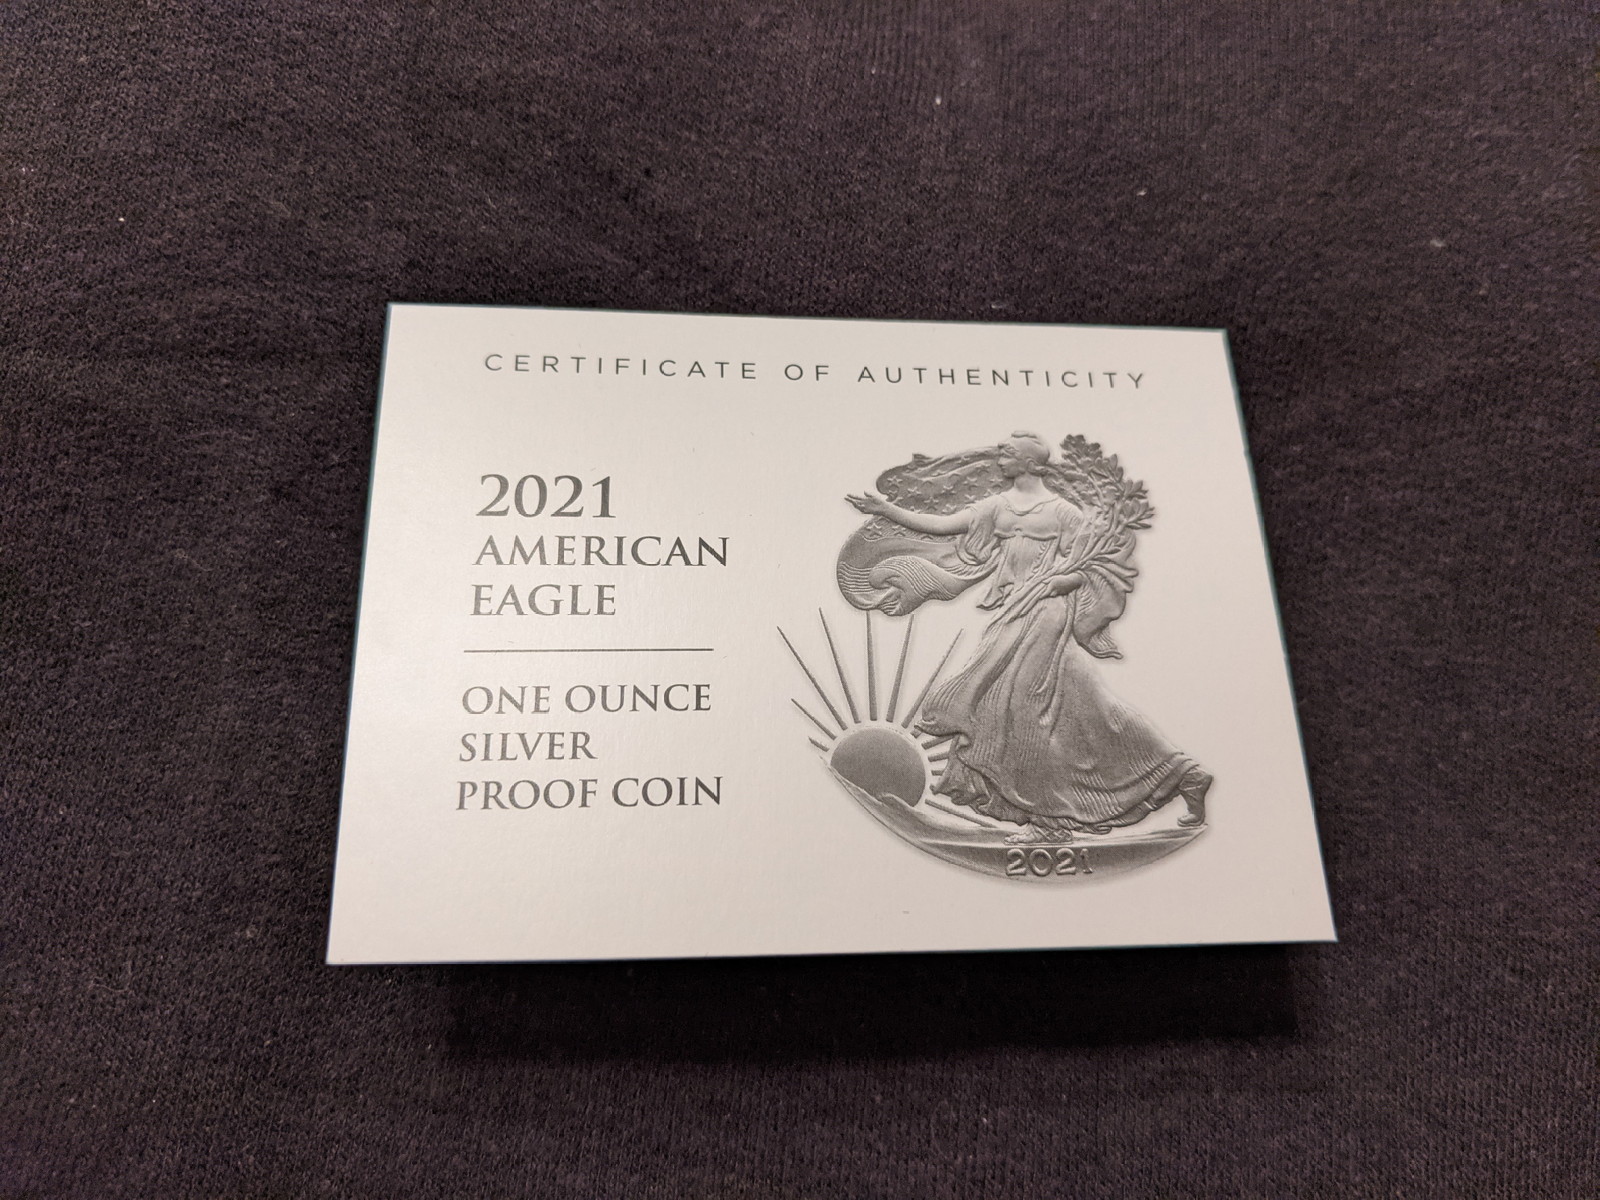 CERTIFICATE OF AUTHENTICITY
2021
AMERICAN
EAGLE
ONE OUNCE
SILVER
PROOF COIN
2021